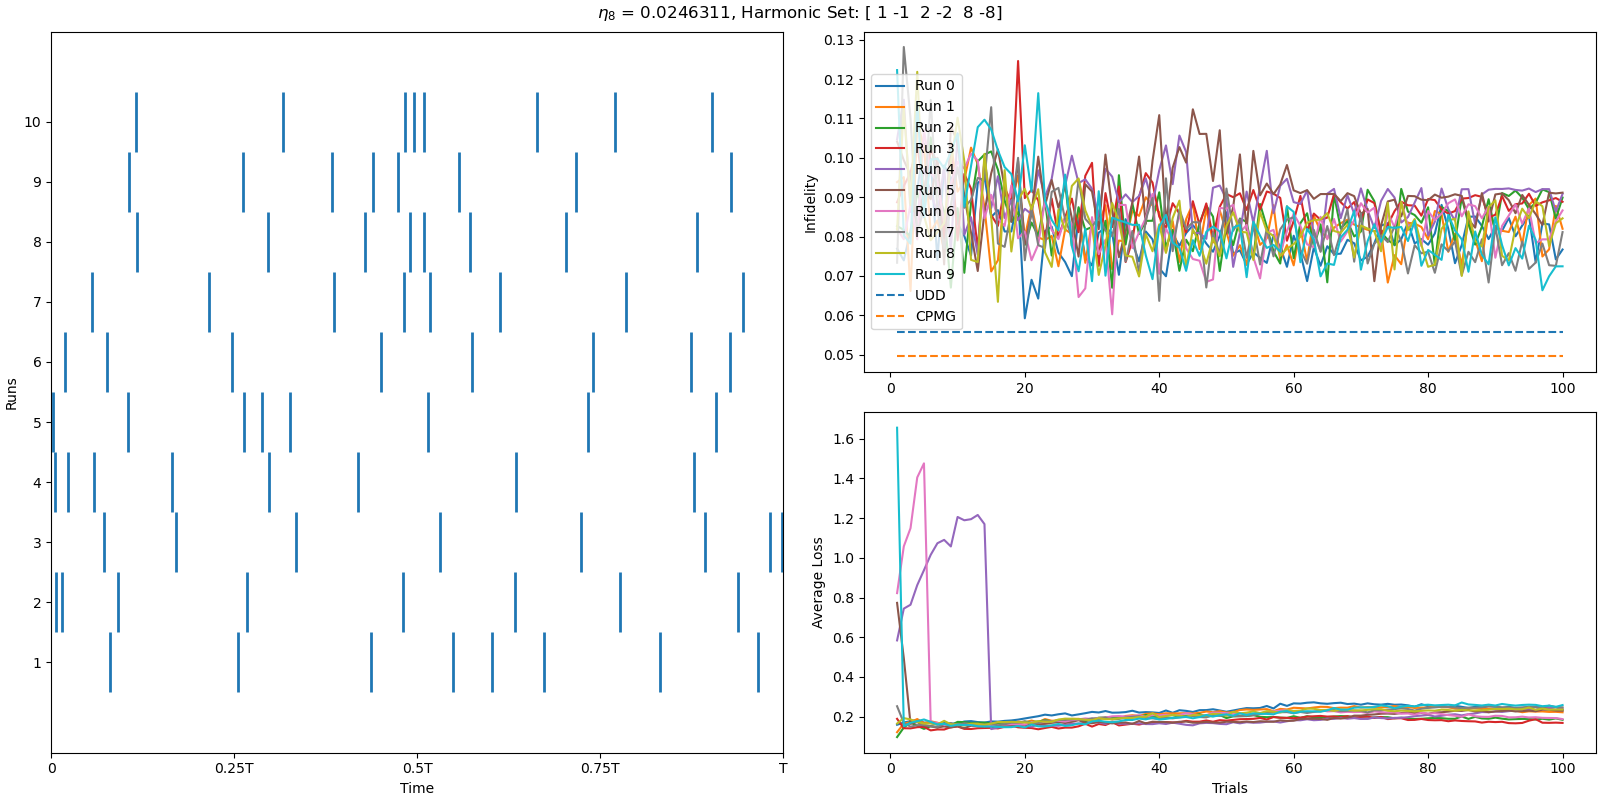 η8 = 0.0246311, Harmonic Set: [ 1 -1  2 -2  8 -8]
Runs
10
9
8
7
6
5
4
3
2
1
0
0.25T
0.5T
0.75T
T
Time
Infidelity
0.13
0.12
0.11
0.10
0.09
0.08
0.07
0.06
0.05
Run 0
Run 1
Run 2
Run 3
Run 4
Run 5
Run 6
Run 7
Run 8
Run 9
UDD
CPMG
0
20
40
60
80
100
Average Loss
1.6
1.4
1.2
1.0
0.8
0.6
0.4
0.2
0
20
40
60
80
100
Trials